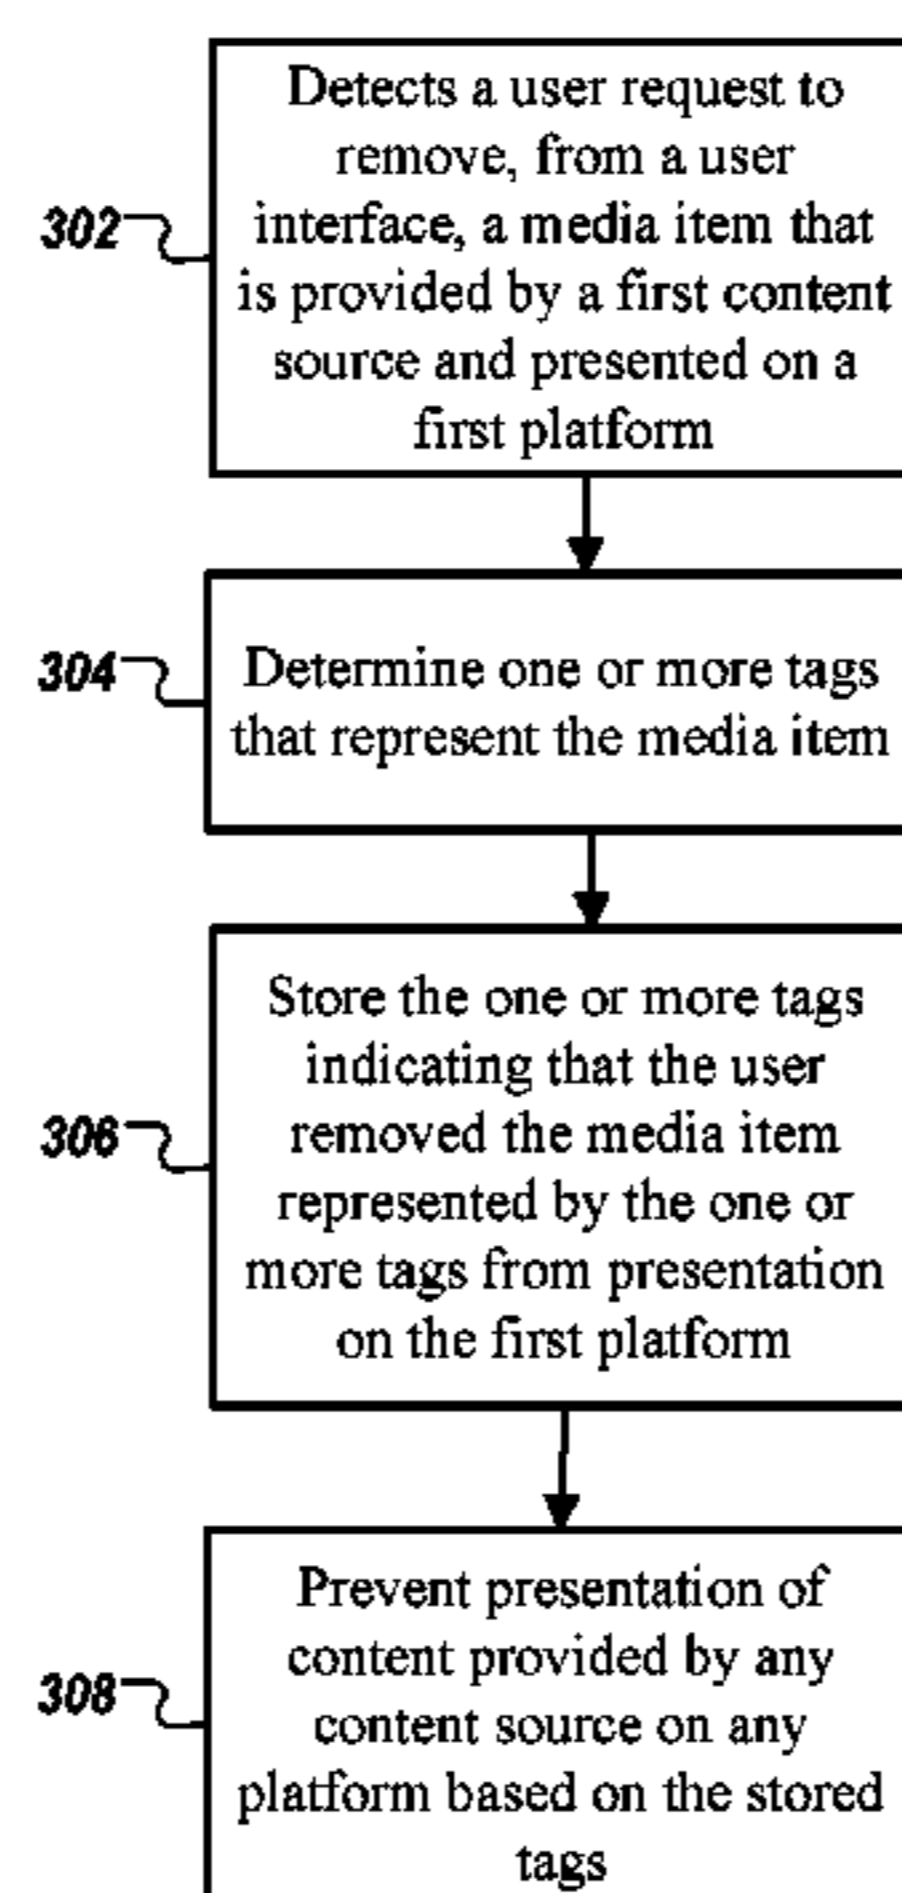 Detects a user request to
remove, from a user
302
interface, a media item that
is provided by a first content
source and presented on a
first platform
304
Determine one or more tags
that represent the media item
Store the one or more tags
indicating that the user
306
removed the media item
represented by the one or
more tags from presentation
on the first platform
Prevent presentation of
content provided by any
308
content source on any
platform based on the stored
tags